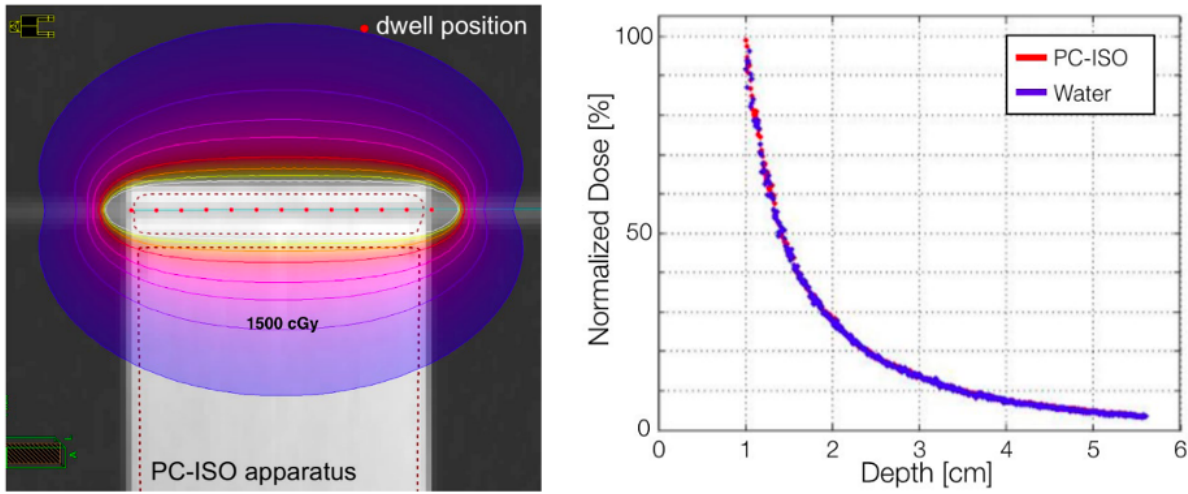 dwell position
1500 cGy
PC-ISO apparatus
Normalized Dose [%]
100
50
0
PC-ISO
Water
0 1 2 3 4 5 6
Depth [cm]